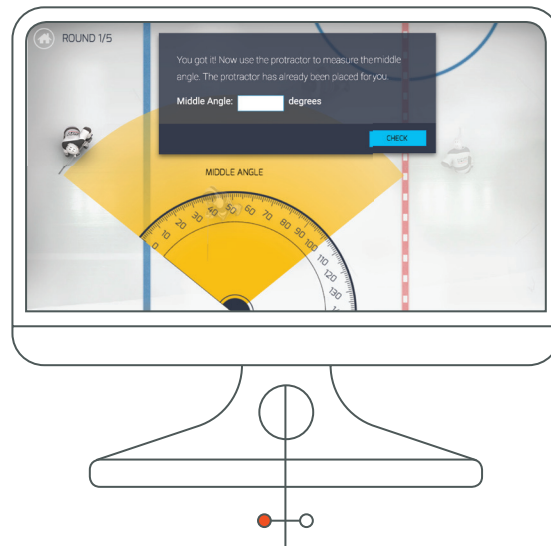 ROUND 1/5
You got it! Now use the protractor to measure themiddle
angle. The protractor has already been placed foryou.
Middle Angle: degrees
CHECK
MIDDLE ANGLE
0 10 20 30 40 50 60 70 80 90 100 110 120 130